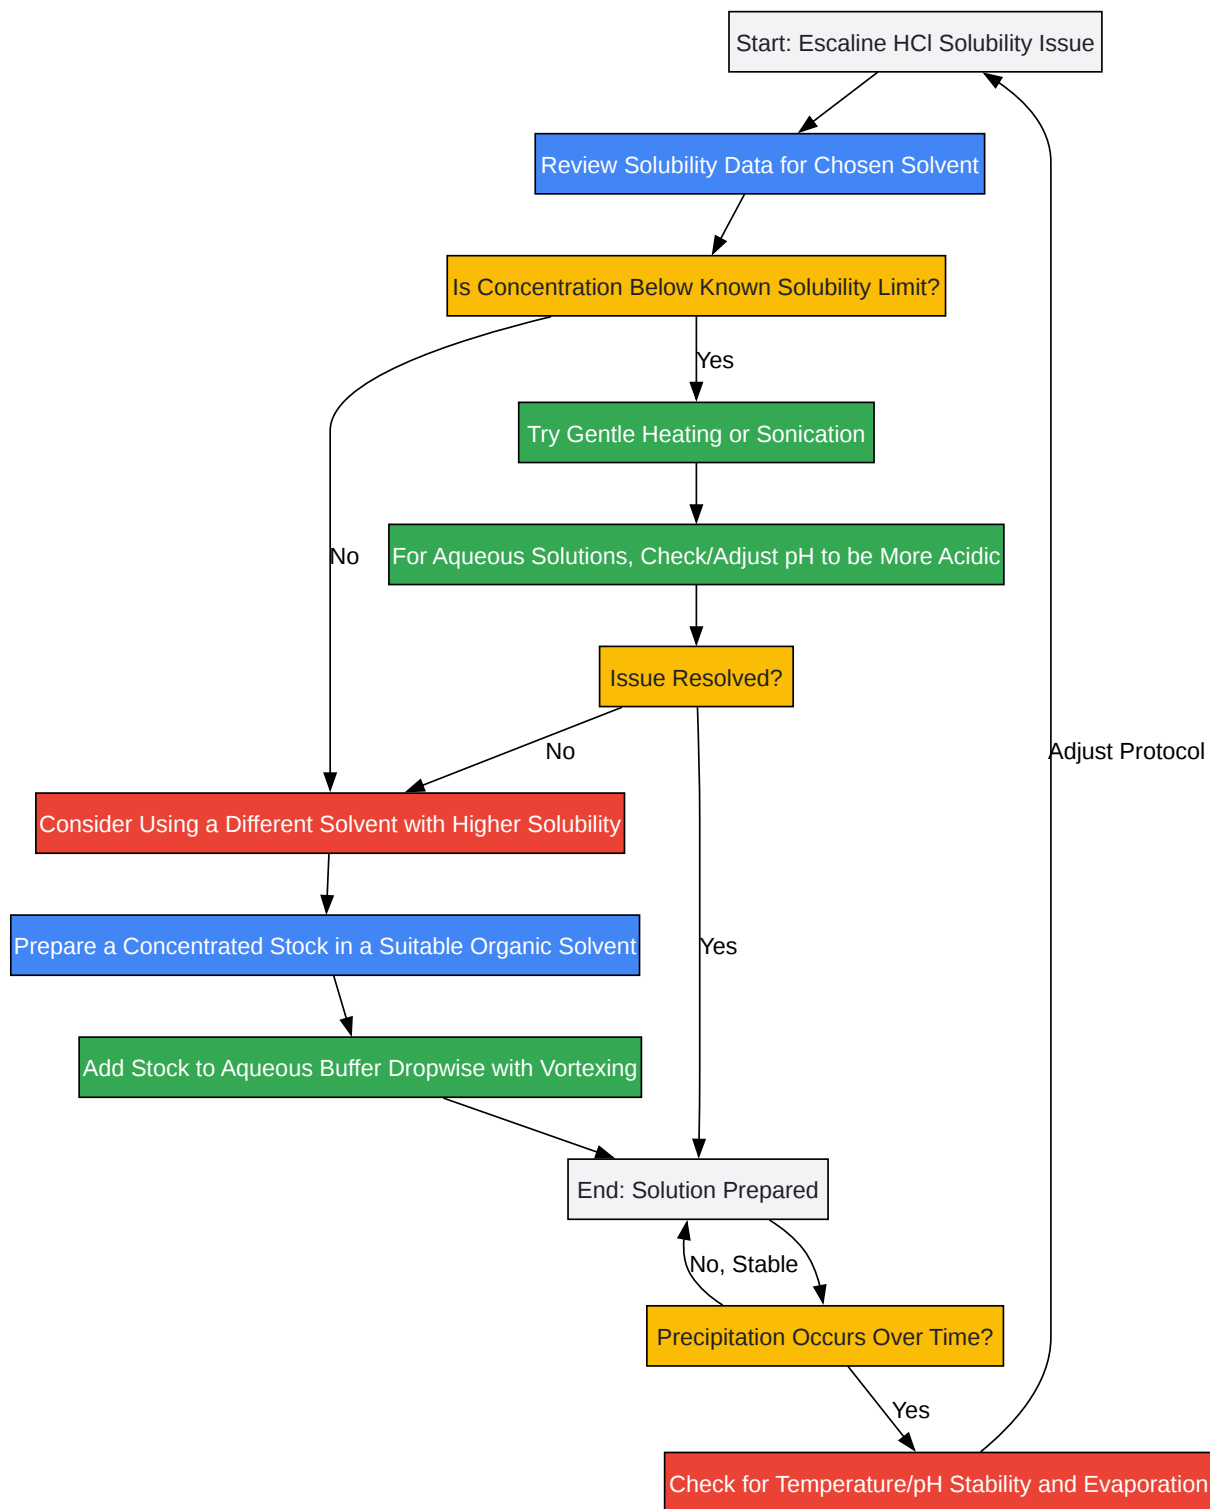 Start: Escaline HCl Solubility Issue
Review Solubility Data for Chosen Solvent
Is Concentration Below Known Solubility Limit?
Yes
Try Gentle Heating or Sonication
For Aqueous Solutions, Check/Adjust pH to be More Acidic
No
Issue Resolved?
No
Adjust Protocol
Consider Using a Different Solvent with Higher Solubility
Prepare a Concentrated Stock in a Suitable Organic Solvent
Yes
Add Stock to Aqueous Buffer Dropwise with Vortexing
End: Solution Prepared
No, Stable
Precipitation Occurs Over Time?
Yes
Check for Temperature/pH Stability and Evaporation